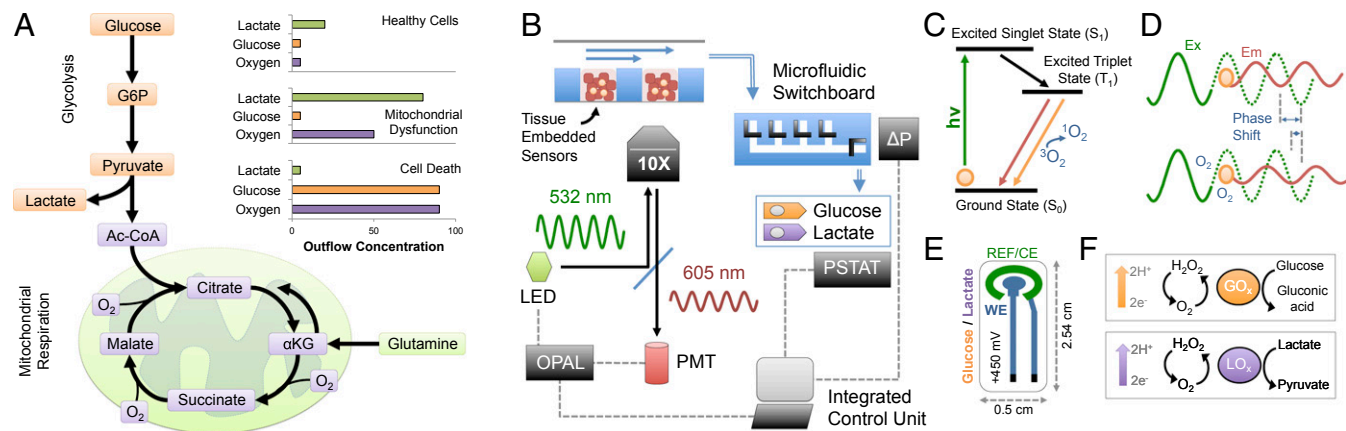 A
Glycolysis
Glucose
G6P
Pyruvate
Lactate
Ac-CoA
Mitochondrial
Respiration
Citrate
O2
Malate
αKG
Glutamine
O2
Succinate
O2
Healthy Cells
Lactate
Glucose
Oxygen
Lactate
Mitochondrial
Glucose
Dysfunction
Oxygen
Cell Death
Lactate
Glucose
Oxygen
0 50 100
Outflow Concentration
B
Tissue
Embedded
Sensors
Microfluidic
Switchboard
10X
ΔP
532 nm
Glucose
Lactate
LED
605 nm
PSTAT
OPAL
PMT
Integrated
Control Unit
C
Excited Singlet State (S1)
Excited Triplet
State (T1)
hν
1O2
3O2
Ground State (S0)
D
Ex
Em
Phase
Shift
O2
O2
E
REF/CE
WE
Glucose / Lactate
+450 mV
2.54 cm
0.5 cm
F
2H+
2e-
H2O2
O2
GOx
Glucose
Gluconic
acid
2H+
2e-
H2O2
O2
LOx
Lactate
Pyruvate